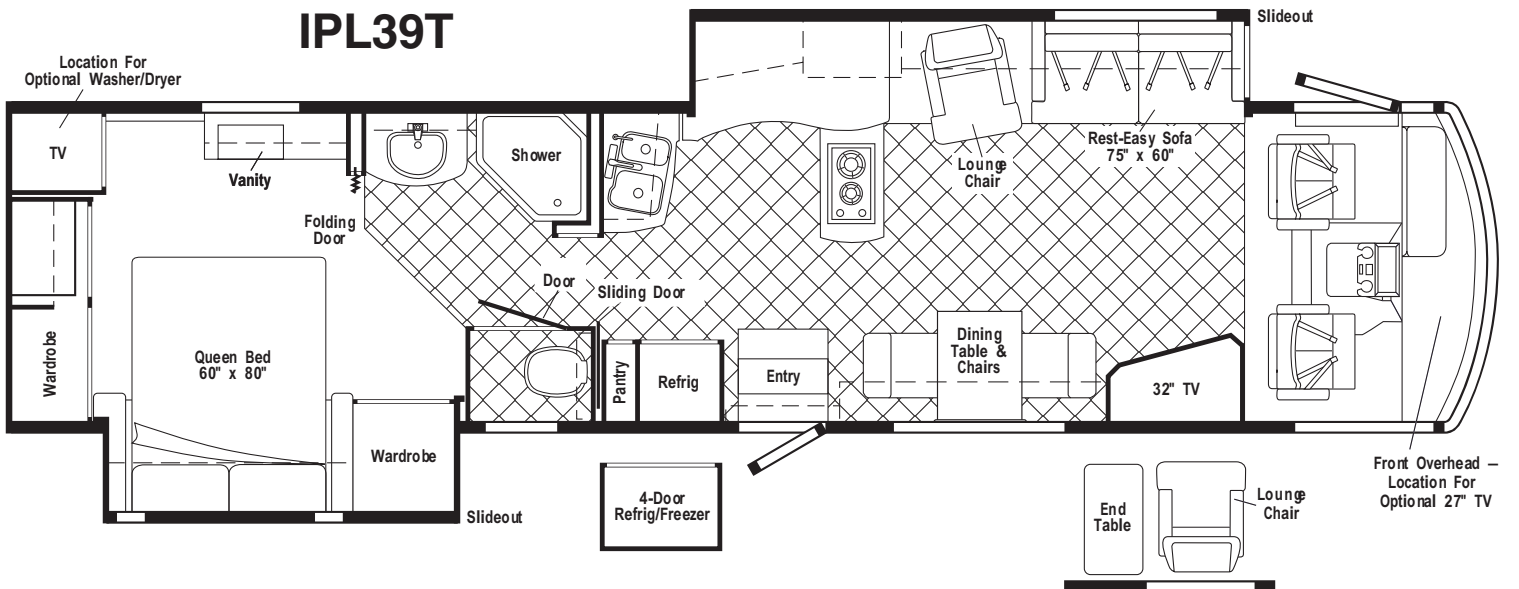 IPL39T
Slideout
Location For
Optional Washer/Dryer
TV
Vanity
Shower
Folding
Door
Lounge
Chair
Rest-Easy Sofa
75" x 60"
Door
Sliding Door
Wardrobe
Queen Bed
60" x 80"
Wardrobe
Pantry
Refrig
Entry
Dining
Table &
Chairs
32" TV
Slideout
4-Door
Refrig/Freezer
End
Table
Lounge
Chair
Front Overhead –
Location For
Optional 27" TV